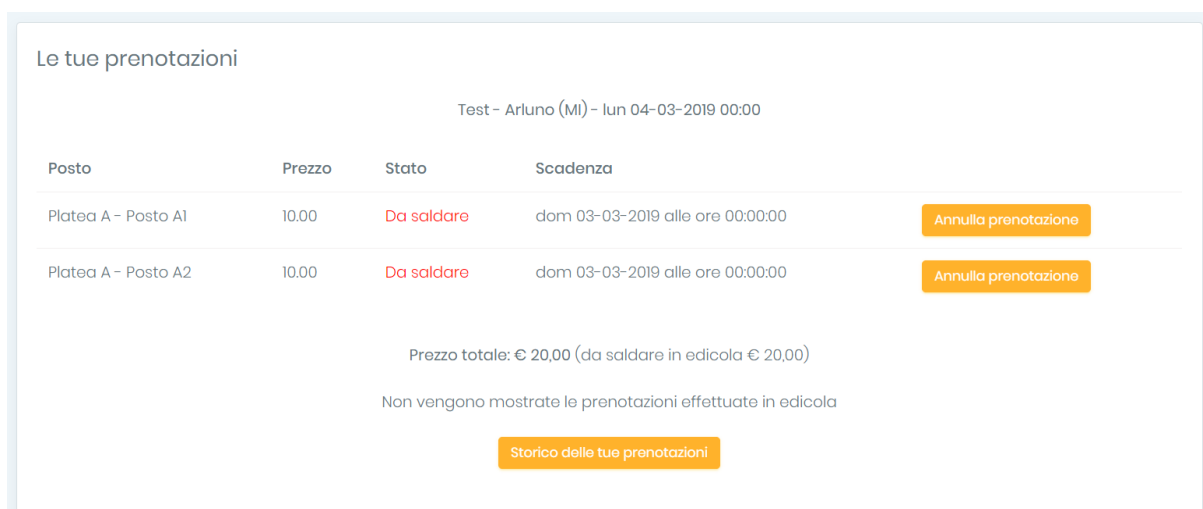 Le tue prenotazioni
Test - Arluno (MI) - lun 04-03-2019 00:00
Posto Prezzo Stato Scadenza
Platea A - Posto A1 10.00 Da saldare dom 03-03-2019 alle ore 00:00:00 Annulla prenotazione
Platea A - Posto A2 10.00 Da saldare dom 03-03-2019 alle ore 00:00:00 Annulla prenotazione
Prezzo totale: € 20,00 (da saldare in edicola € 20,00)
Non vengono mostrate le prenotazioni effettuate in edicola
Storico delle tue prenotazioni